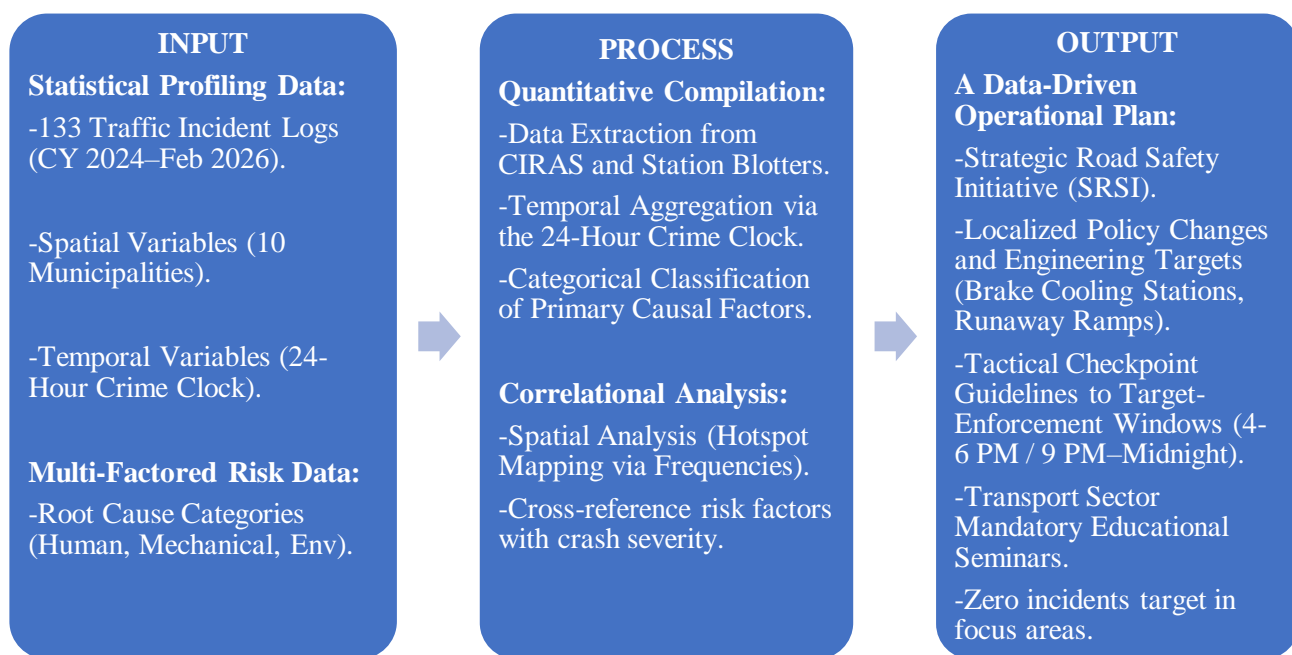 INPUT
Statistical Profiling Data:
-133 Traffic Incident Logs
(CY 2024–Feb 2026).
-Spatial Variables (10
Municipalities).
-Temporal Variables (24-
Hour Crime Clock).
Multi-Factored Risk Data:
-Root Cause Categories
(Human, Mechanical, Env).
PROCESS
Quantitative Compilation:
-Data Extraction from
CIRAS and Station Blotters.
-Temporal Aggregation via
the 24-Hour Crime Clock.
-Categorical Classification
of Primary Causal Factors.
Correlational Analysis:
-Spatial Analysis (Hotspot
Mapping via Frequencies).
-Cross-reference risk factors
with crash severity.
OUTPUT
A Data-Driven
Operational Plan:
-Strategic Road Safety
Initiative (SRSI).
-Localized Policy Changes
and Engineering Targets
(Brake Cooling Stations,
Runaway Ramps).
-Tactical Checkpoint
Guidelines to Target-
Enforcement Windows (4-
6 PM / 9 PM–Midnight).
-Transport Sector
Mandatory Educational
Seminars.
-Zero incidents target in
focus areas.